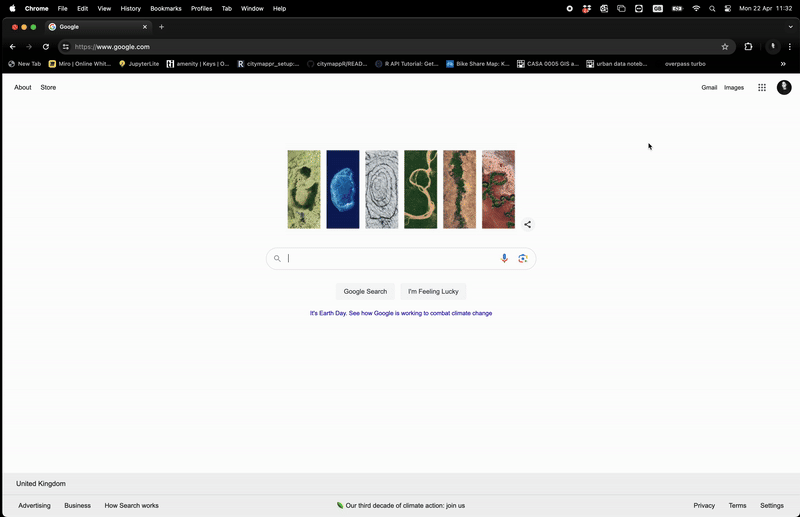 Chrome File Edit View History Bookmarks Profiles Tab Window Help GB Mon 22 Apr 11:32
Google
https://www.google.com
New Tab Miro | Online Whit... JupyterLite amenity | Keys | O... citymappr_setup:... citymappR/READ... R API Tutorial: Get... Bike Share Map: K... CASA 0005 GIS a... urban data noteb... overpass turbo
About Store Gmail Images
Google Search I'm Feeling Lucky
It's Earth Day. See how Google is working to combat climate change
United Kingdom
Advertising Business How Search works Our third decade of climate action: join us Privacy Terms Settings